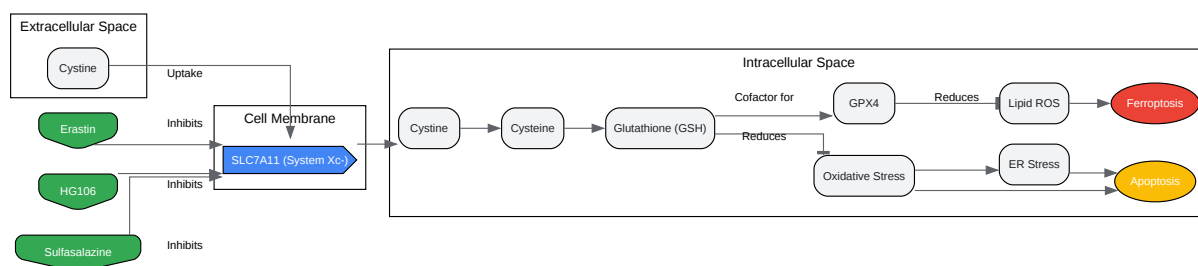 Extracellular Space
Cystine
Uptake
Erastin
Inhibits
HG106
Inhibits
Sulfasalazine
Inhibits
Cell Membrane
SLC7A11 (System Xc-)
Intracellular Space
Cystine
Cysteine
Glutathione (GSH)
Cofactor for
GPX4
Reduces
Lipid ROS
Ferroptosis
Reduces
Oxidative Stress
ER Stress
Apoptosis